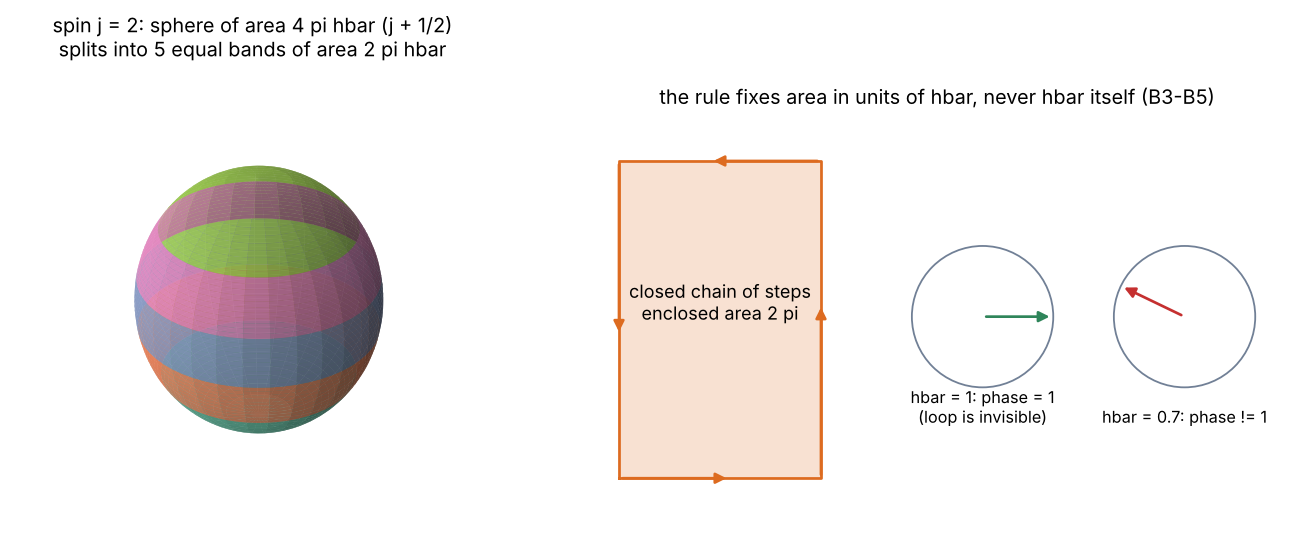 spin j = 2: sphere of area 4 pi hbar (j + 1/2)
splits into 5 equal bands of area 2 pi hbar
the rule fixes area in units of hbar, never hbar itself (B3-B5)
closed chain of steps
enclosed area 2 pi
hbar = 1: phase = 1
(loop is invisible)
hbar = 0.7: phase != 1